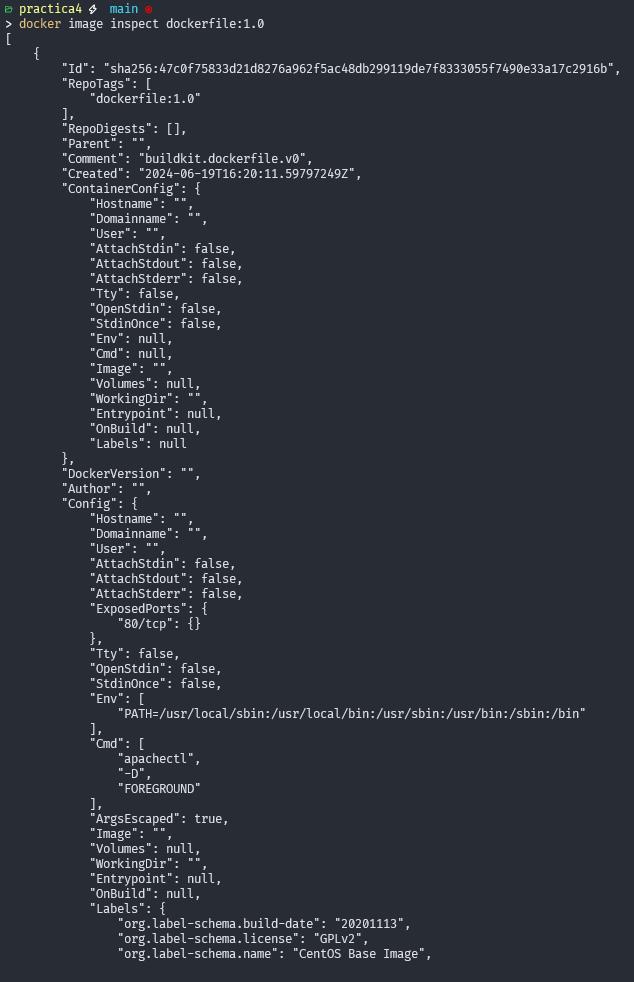 practica4 main
> docker image inspect dockerfile:1.0
[
    {
        "Id": "sha256:47c0f75833d21d8276a962f5ac48db299119de7f8333055f7490e33a17c2916b",
        "RepoTags": [
            "dockerfile:1.0"
        ],
        "RepoDigests": [],
        "Parent": "",
        "Comment": "buildkit.dockerfile.v0",
        "Created": "2024-06-19T16:20:11.59797249Z",
        "ContainerConfig": {
            "Hostname": "",
            "Domainname": "",
            "User": "",
            "AttachStdin": false,
            "AttachStdout": false,
            "AttachStderr": false,
            "Tty": false,
            "OpenStdin": false,
            "StdinOnce": false,
            "Env": null,
            "Cmd": null,
            "Image": "",
            "Volumes": null,
            "WorkingDir": "",
            "Entrypoint": null,
            "OnBuild": null,
            "Labels": null
        },
        "DockerVersion": "",
        "Author": "",
        "Config": {
            "Hostname": "",
            "Domainname": "",
            "User": "",
            "AttachStdin": false,
            "AttachStdout": false,
            "AttachStderr": false,
            "ExposedPorts": {
                "80/tcp": {}
            },
            "Tty": false,
            "OpenStdin": false,
            "StdinOnce": false,
            "Env": [
                "PATH=/usr/local/sbin:/usr/local/bin:/usr/sbin:/usr/bin:/sbin:/bin"
            ],
            "Cmd": [
                "apachectl",
                "-D",
                "FOREGROUND"
            ],
            "ArgsEscaped": true,
            "Image": "",
            "Volumes": null,
            "WorkingDir": "",
            "Entrypoint": null,
            "OnBuild": null,
            "Labels": {
                "org.label-schema.build-date": "20201113",
                "org.label-schema.license": "GPLv2",
                "org.label-schema.name": "CentOS Base Image",